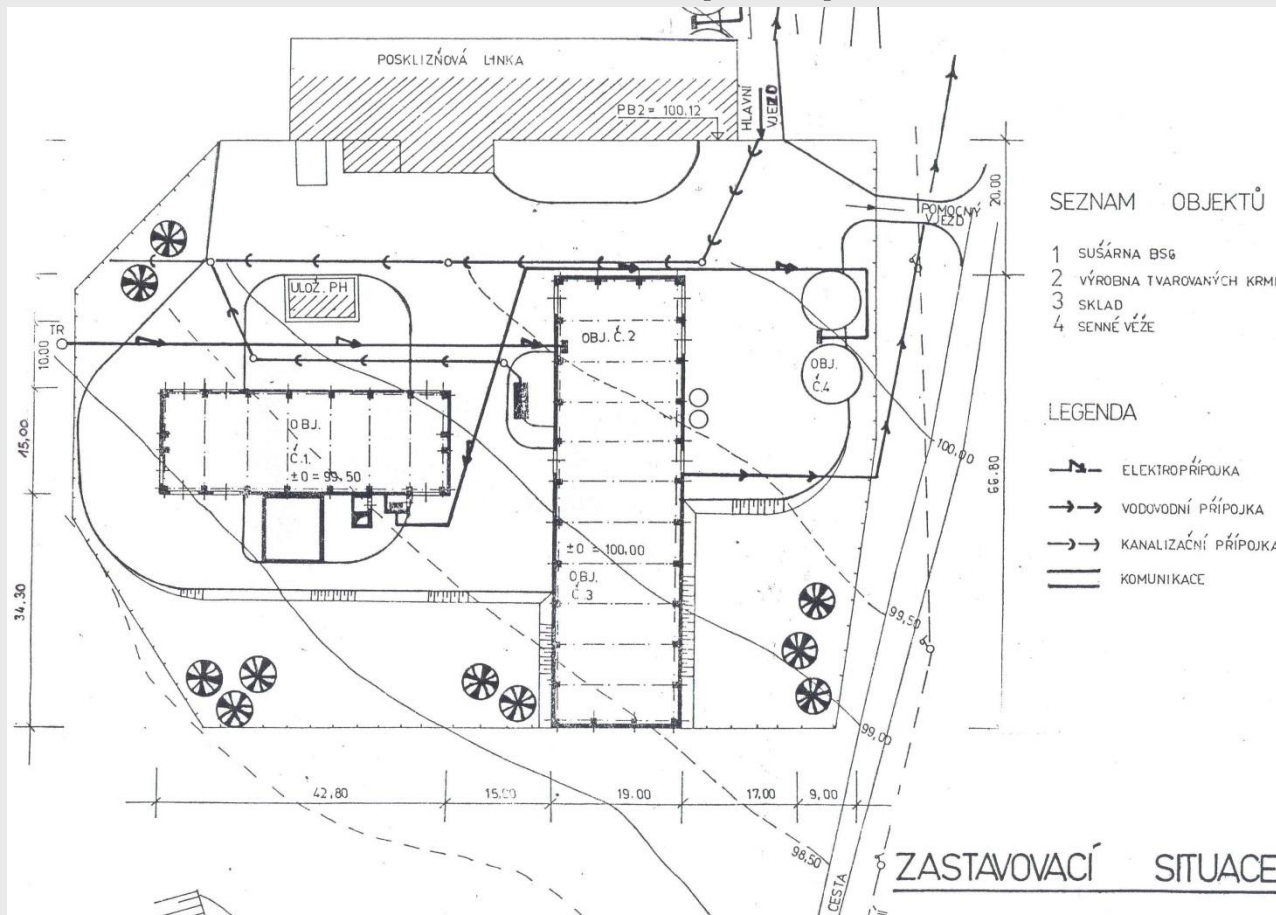 POSKLIZŇOVÁ LINKA
PB2 = 100.12
HLAVNÍ
VJEZD
20,00
POMOCNÝ
VJEZD
SEZNAM OBJEKTŮ
1 SUŠÁRNA BS6
2 VÝROBNA TVAROVANÝCH KRMI
3 SKLAD
4 SENNÉ VĚŽE
ULOŽ. PH
TR
10.00
OBJ. Č. 2
OBJ.
Č.4
LEGENDA
OBJ.
Č.1.
±0 = 99,50
15,00
100,00
66.80
ELEKTROPŘÍPOJKA
VODOVODNÍ PŘÍPOJKA
KANALIZAČNÍ PŘÍPOJKA
KOMUNIKACE
±0 = 100,00
OBJ.
Č.3
34.30
99,50
99,00
42,80
15.00
19.00
17.00
9,00
98,50
CESTA
ZASTAVOVACÍ SITUACE